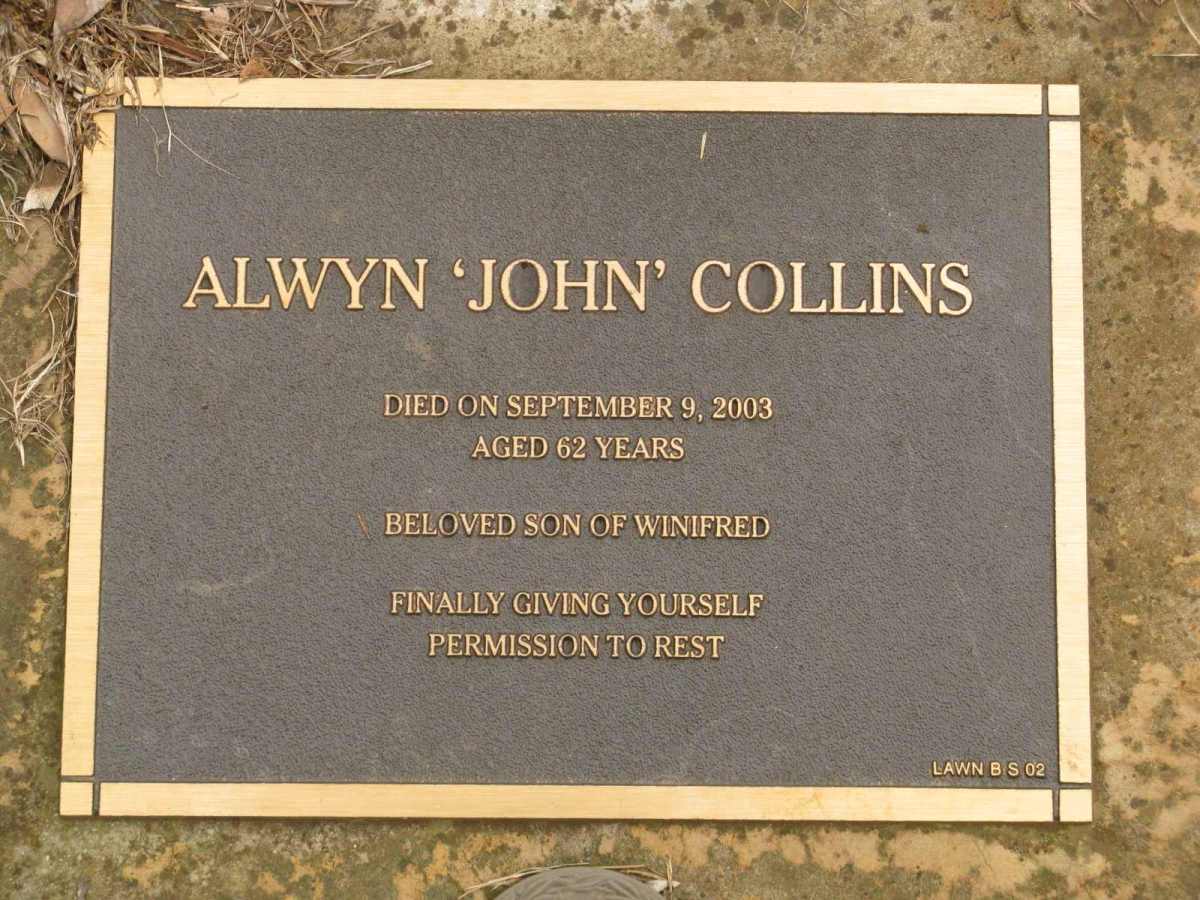 ALWYN ‘JOHN’ COLLINS
DIED ON SEPTEMBER 9, 2003
AGED 62 YEARS
BELOVED SON OF WINIFRED
FINALLY GIVING YOURSELF
PERMISSION TO REST
LAWN B S 02